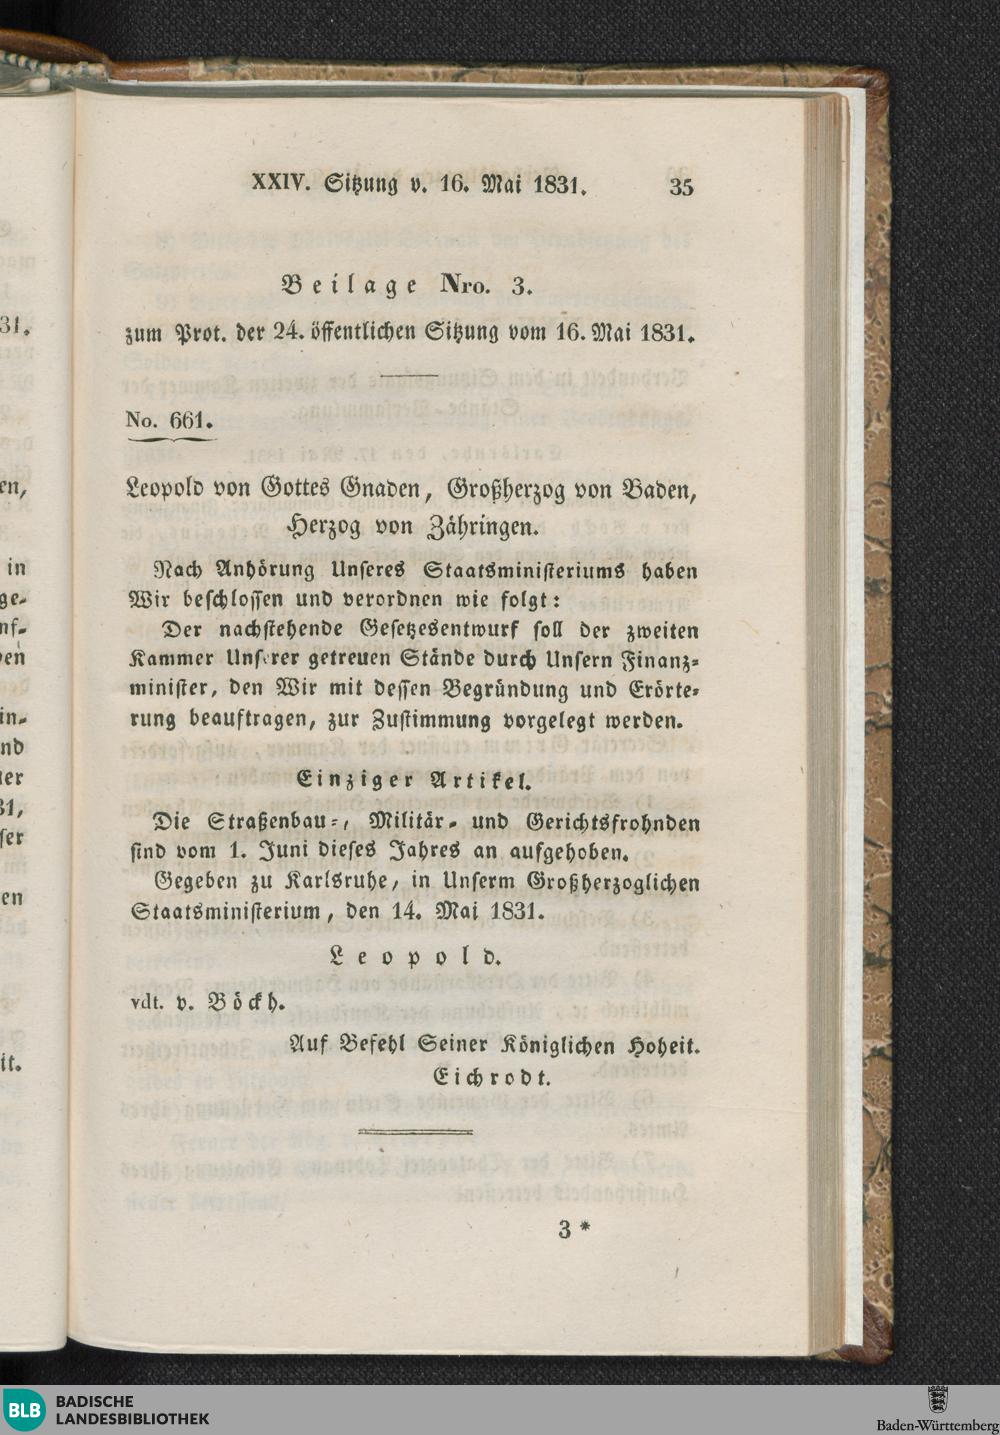 XXIV. Sitzung v. 16. Mai 1831. 35
Beilage Nro. 3.
zum Prot. der 24. öffentlichen Sitzung vom 16. Mai 1831.
No. 661.
Leopold von Gottes Gnaden, Großherzog von Baden,
Herzog von Zähringen.
Nach Anhörung Unseres Staatsministeriums haben
Wir beschlossen und verordnen wie folgt:
Der nachstehende Gesetzesentwurf soll der zweiten
Kammer Unserer getreuen Stände durch Unsern Finanz-
minister, den Wir mit dessen Begründung und Erörte-
rung beauftragen, zur Zustimmung vorgelegt werden.
Einziger Artikel.
Die Straßenbau-, Militär- und Gerichtsfrohnden
sind vom 1. Juni dieses Jahres an aufgehoben.
Gegeben zu Karlsruhe, in Unserm Großherzoglichen
Staatsministerium, den 14. Mai 1831.
Leopold.
vdt. v. Böckh.
Auf Befehl Seiner Königlichen Hoheit.
Eichrodt.
3 *
BLB BADISCHE
LANDESBIBLIOTHEK
Baden-Württemberg